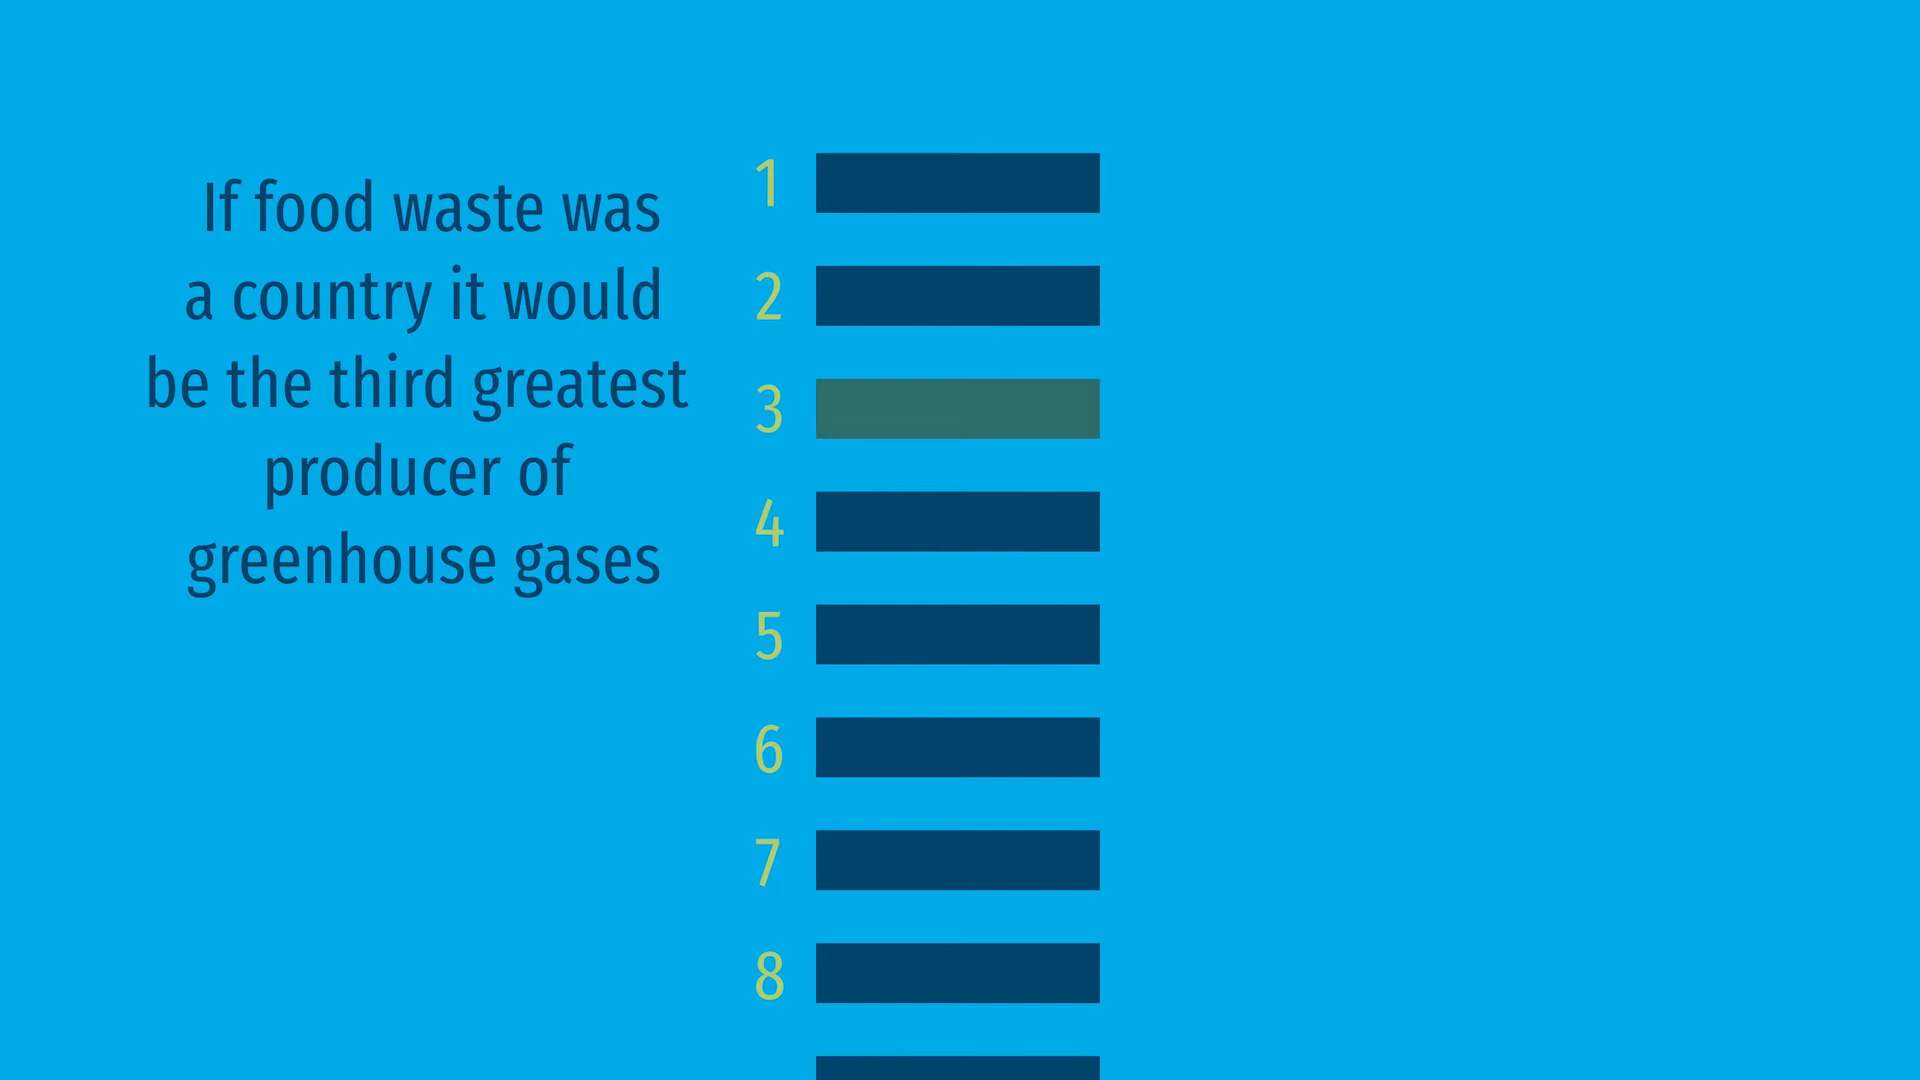 If food waste was
a country it would
be the third greatest
producer of
greenhouse gases
1
2
3
4
5
6
7
8